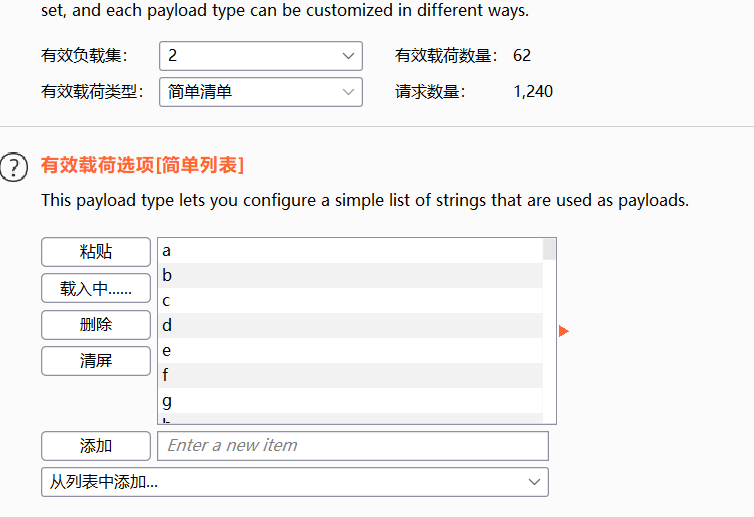 set, and each payload type can be customized in different ways.
有效负载集： 2 有效载荷数量： 62
有效载荷类型： 简单清单 请求数量： 1,240
? 有效载荷选项[简单列表]
This payload type lets you configure a simple list of strings that are used as payloads.
粘贴
载入中......
删除
清屏
a
b
c
d
e
f
g
添加 Enter a new item
从列表中添加...